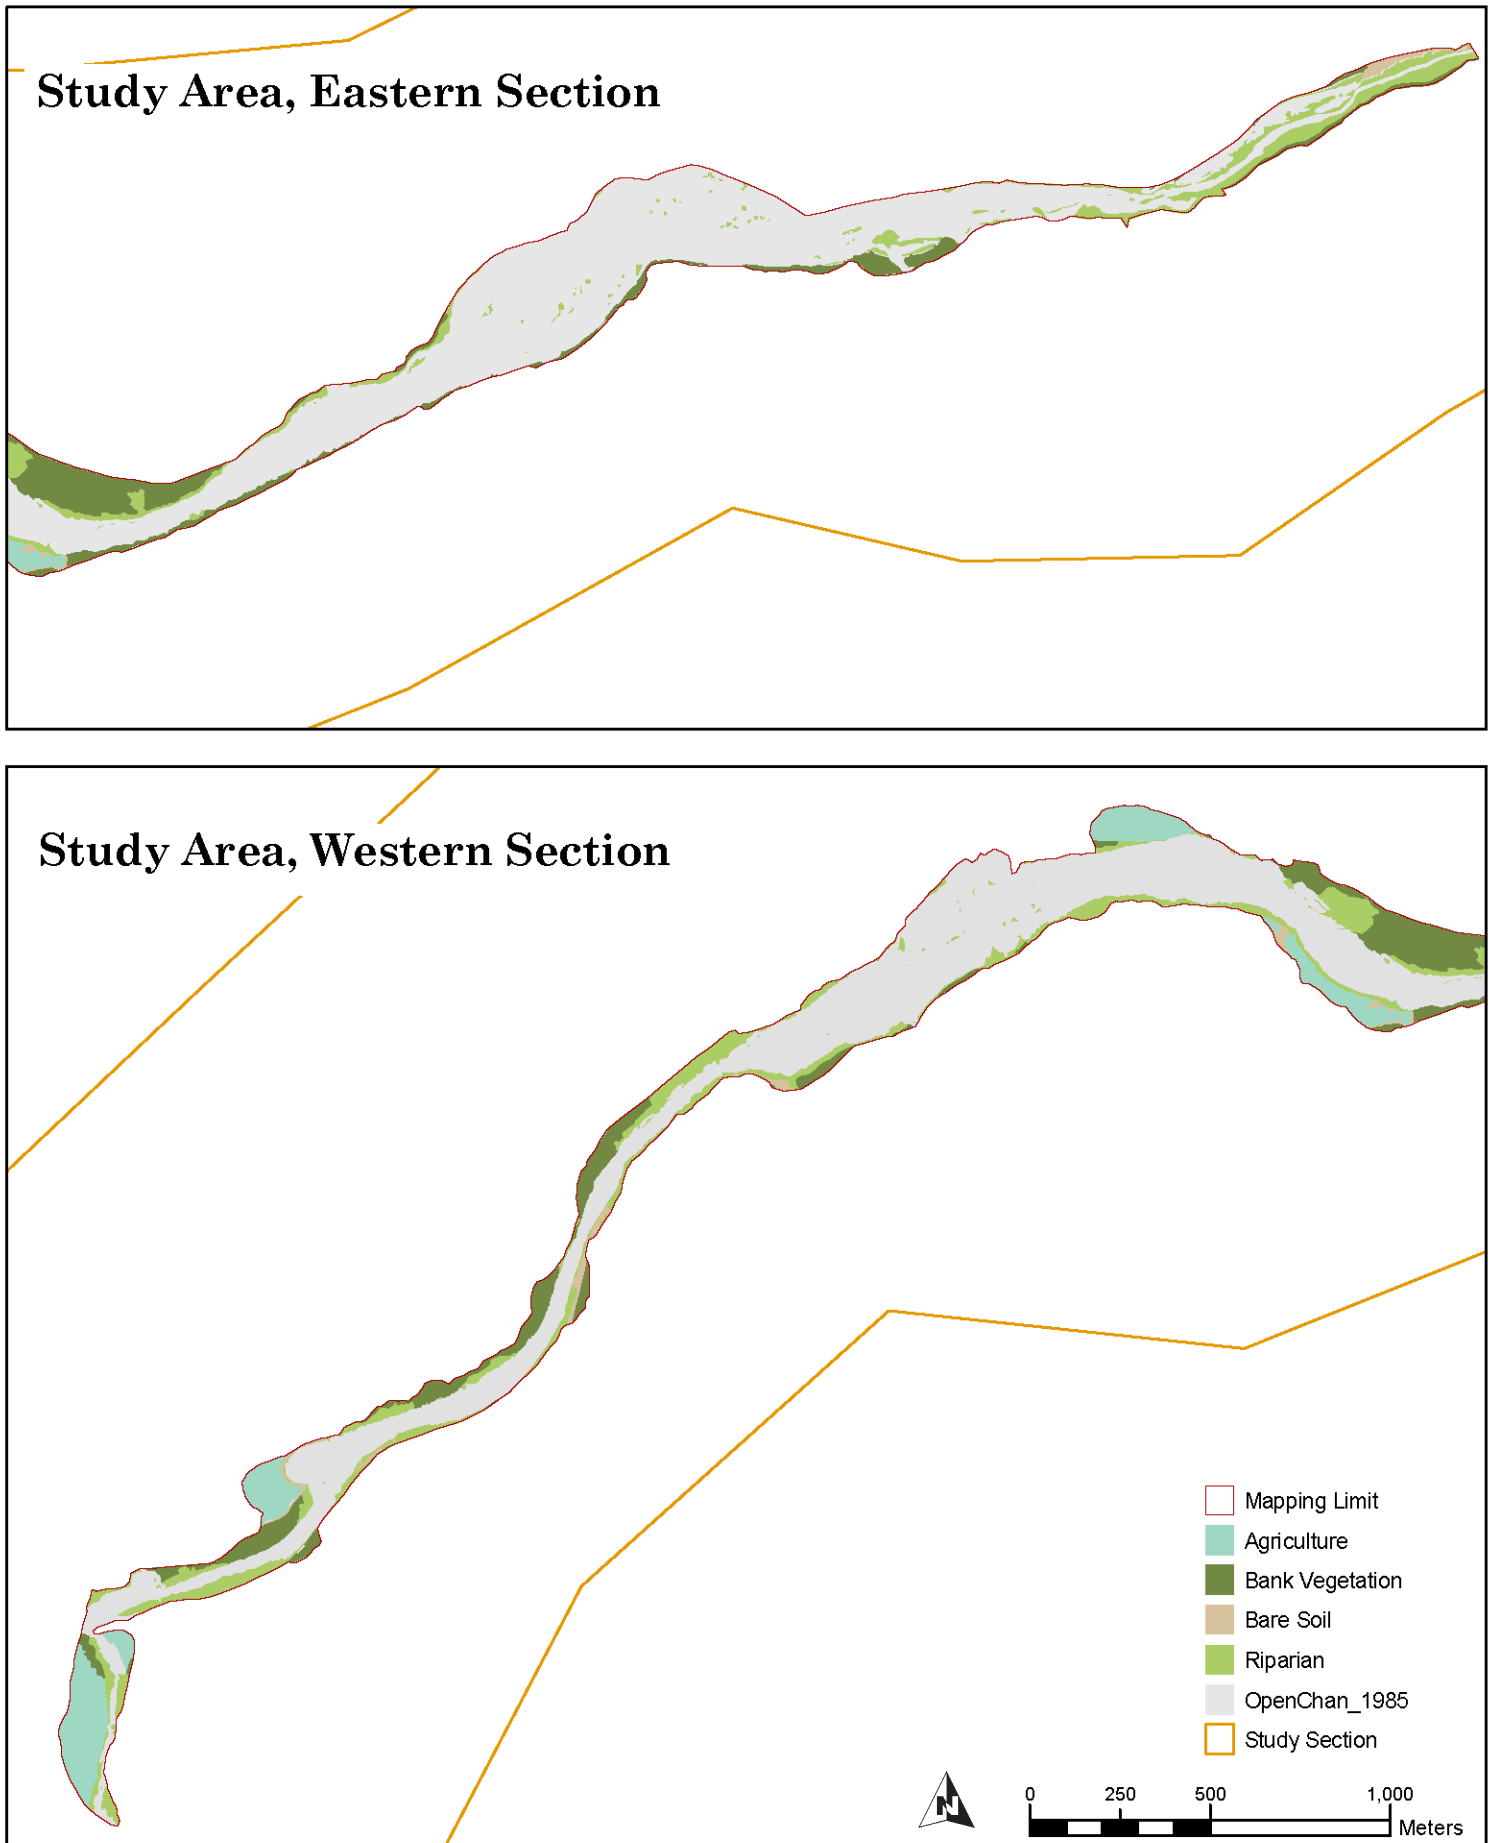 Study Area, Eastern Section
Study Area, Western Section
Mapping Limit
Agriculture
Bank Vegetation
Bare Soil
Riparian
OpenChan_1985
Study Section
N
0 250 500 1,000
Meters